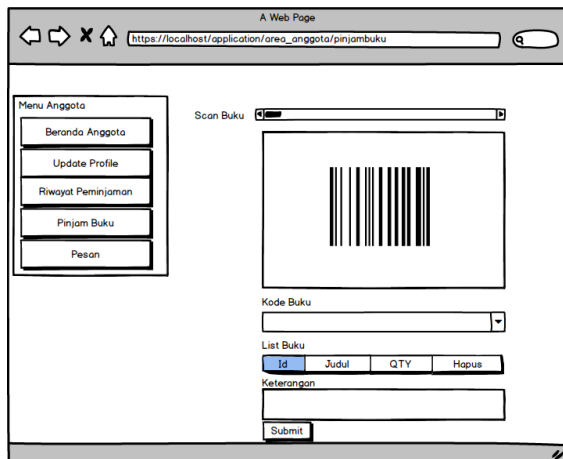 A Web Page
https://localhost/application/area_anggota/pinjambuku
Menu Anggota
Beranda Anggota
Update Profile
Riwayat Peminjaman
Pinjam Buku
Pesan
Scan Buku
Kode Buku
List Buku
Id Judul QTY Hapus
Keterangan
Submit